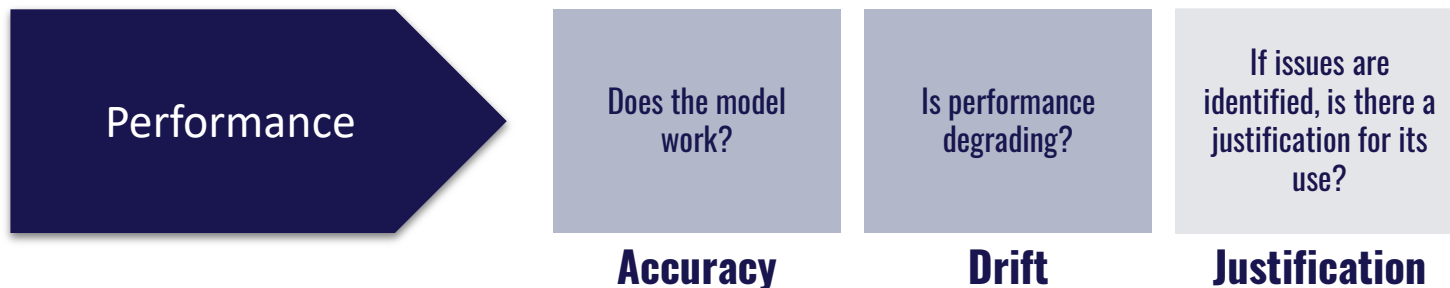 Performance
Does the model
work?
Accuracy
Is performance
degrading?
Drift
If issues are
identified, is there a
justification for its
use?
Justification